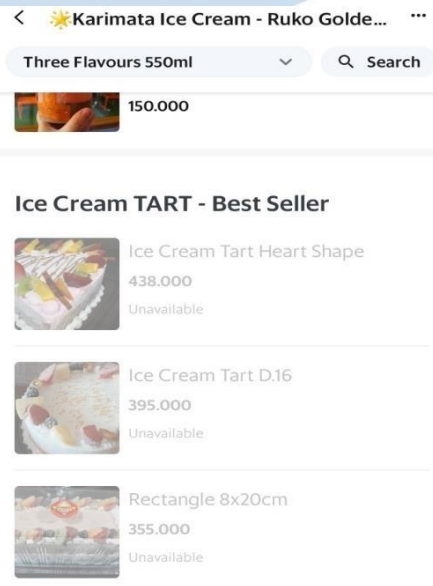 🌟Karimata Ice Cream - Ruko Golde...
Three Flavours 550ml
Search
150.000
Ice Cream TART - Best Seller
Ice Cream Tart Heart Shape
438.000
Unavailable
Ice Cream Tart D.16
395.000
Unavailable
Rectangle 8x20cm
355.000
Unavailable